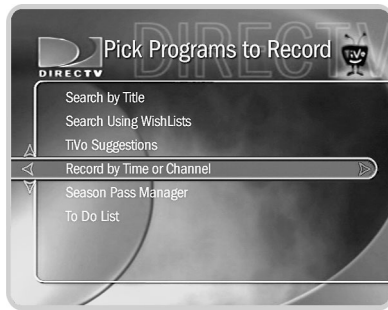 DIRECTV
Pick Programs to Record
TiVo
DIRECTV
Search by Title
Search Using WishLists
TiVo Suggestions
Record by Time or Channel
Season Pass Manager
To Do List